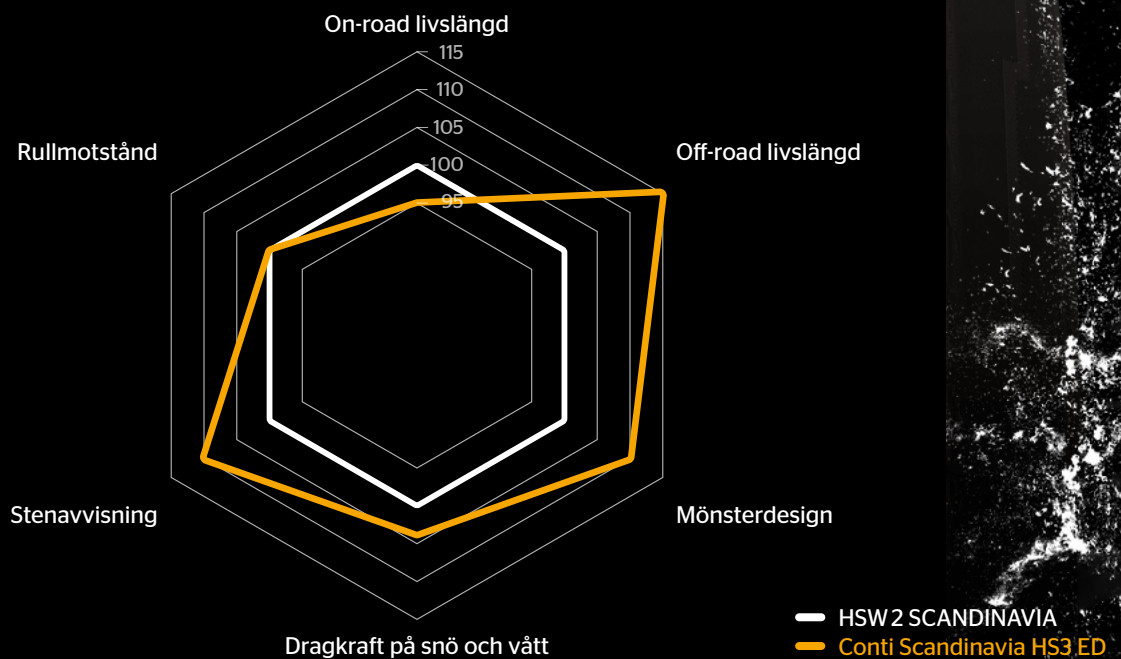 On-road livslängd
115
110
105
100
95
Rullmotstånd
Off-road livslängd
Stenavvisning
Mönsterdesign
Dragkraft på snö och vått
HSW 2 SCANDINAVIA
Conti Scandinavia HS3 ED